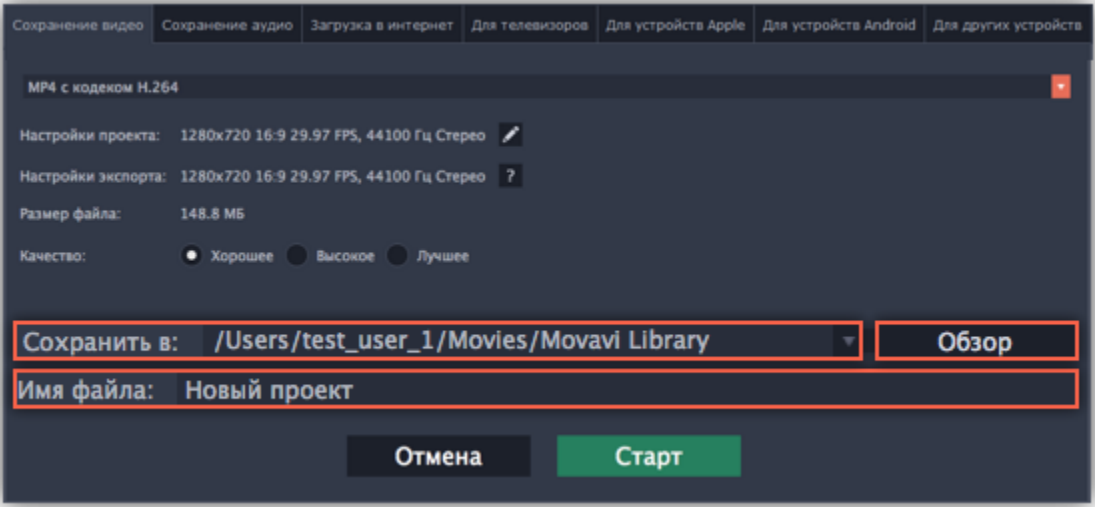 Сохранение видео Сохранение аудио Загрузка в интернет Для телевизоров Для устройств Apple Для устройств Android Для других устройств
MP4 с кодеком H.264
Настройки проекта: 1280x720 16:9 29.97 FPS, 44100 Гц Стерео
Настройки экспорта: 1280x720 16:9 29.97 FPS, 44100 Гц Стерео ?
Размер файла: 148.8 МБ
Качество: Хорошее Высокое Лучшее
Сохранить в: /Users/test_user_1/Movies/Movavi Library Обзор
Имя файла: Новый проект
Отмена Старт